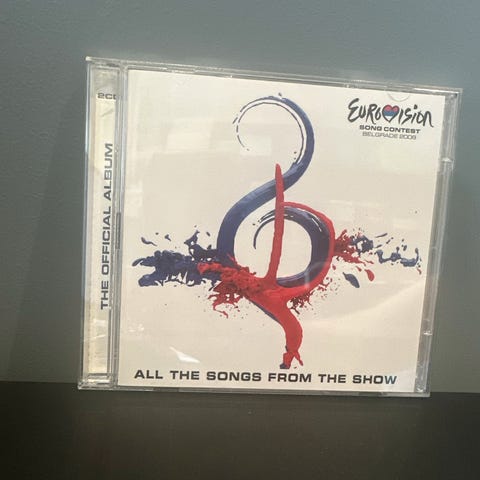 2CD
THE OFFICIAL ALBUM
EUROVISION
SONG CONTEST
BELGRADE 2008
ALL THE SONGS FROM THE SHOW